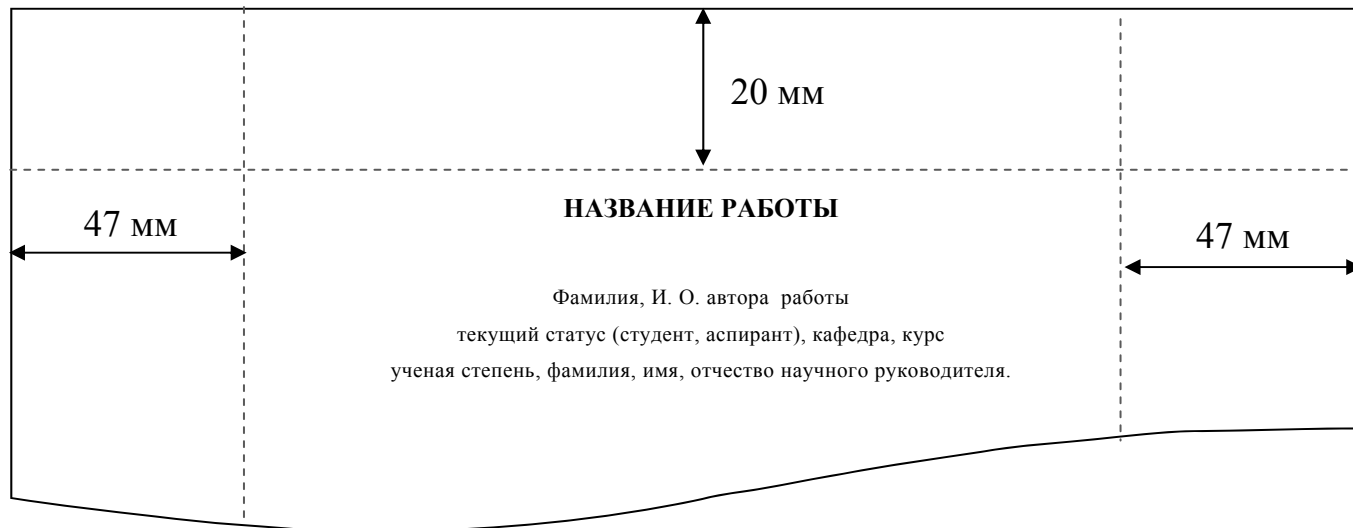 20 мм
НАЗВАНИЕ РАБОТЫ
47 мм
47 мм
Фамилия, И. О. автора работы
текущий статус (студент, аспирант), кафедра, курс
ученая степень, фамилия, имя, отчество научного руководителя.